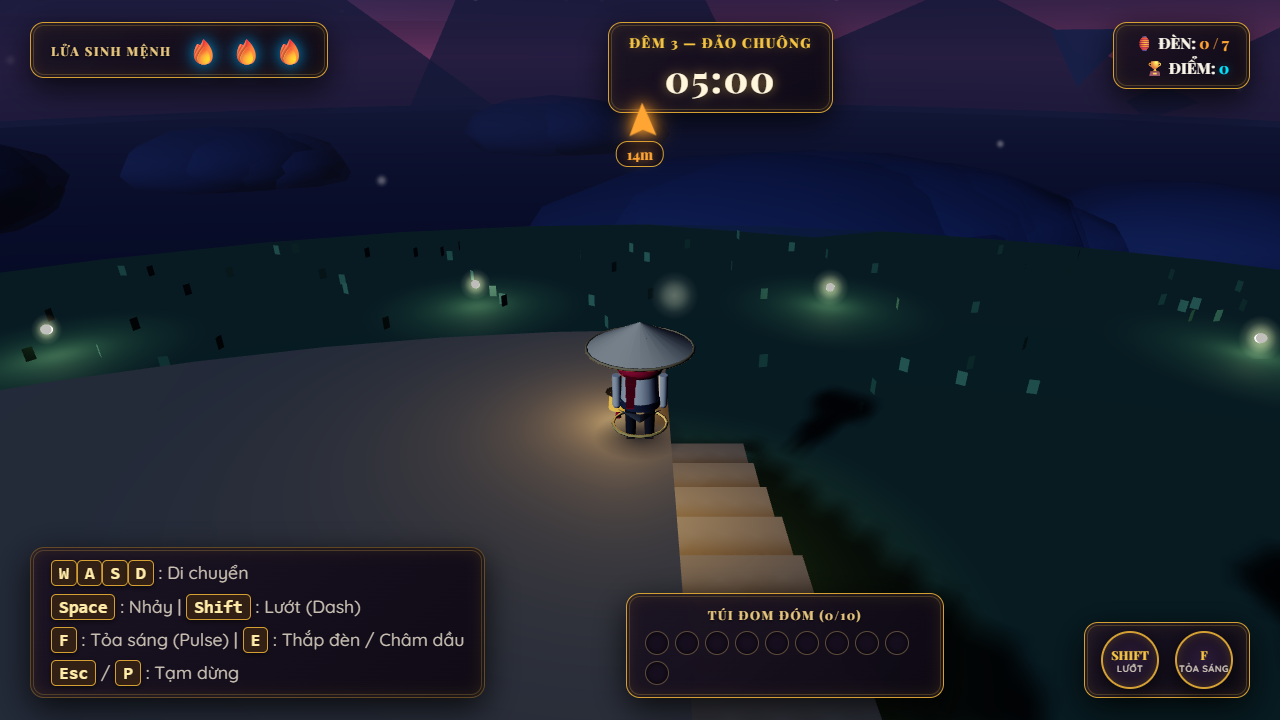 LỬA SINH MỆNH
ĐÊM 3 — ĐẢO CHUÔNG
05:00
ĐÈN: 0 / 7
ĐIỂM: 0
14m
W A S D : Di chuyển
Space : Nhảy | Shift : Lướt (Dash)
F : Tỏa sáng (Pulse) | E : Thắp đèn / Châm dầu
Esc / P : Tạm dừng
TÚI ĐOM ĐÓM (0/10)
SHIFT
LƯỚT
F
TỎA SÁNG